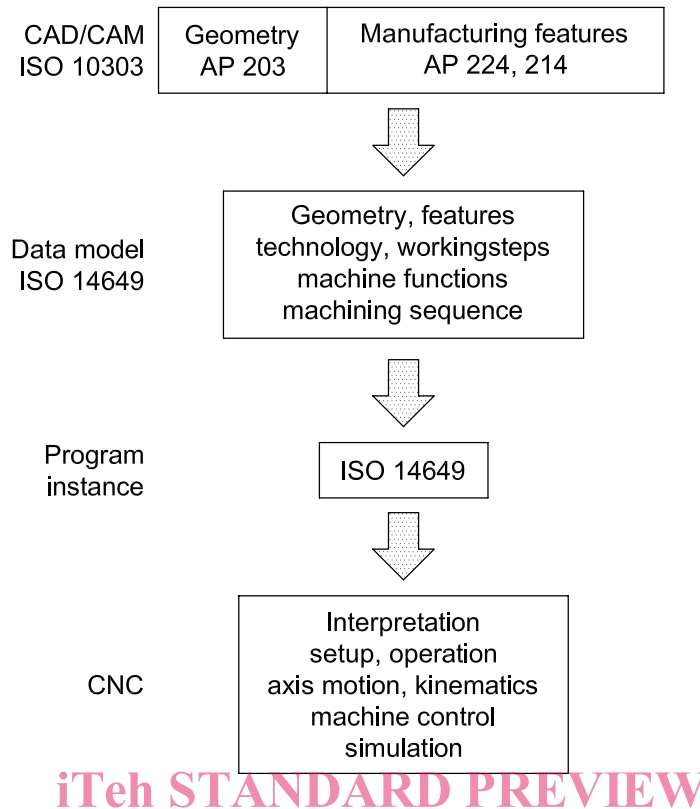 CAD/CAM
ISO 10303
Geometry
AP 203
Manufacturing features
AP 224, 214
Data model
ISO 14649
Geometry, features
technology, workingsteps
machine functions
machining sequence
Program
instance
ISO 14649
CNC
Interpretation
setup, operation
axis motion, kinematics
machine control
simulation
iTeh STANDARD PREVIEW